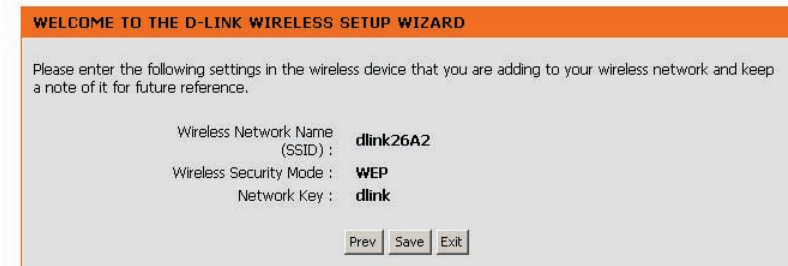 WELCOME TO THE D-LINK WIRELESS SETUP WIZARD
Please enter the following settings in the wireless device that you are adding to your wireless network and keep
a note of it for future reference.
Wireless Network Name
(SSID) : dlink26A2
Wireless Security Mode : WEP
Network Key : dlink
Prev Save Exit